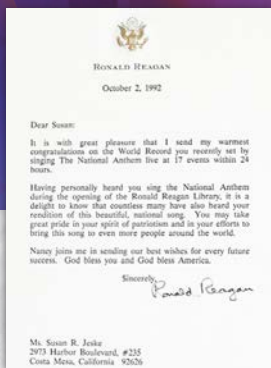 RONALD REAGAN
October 2, 1992
Dear Susan:
It is with great pleasure that I send my warmest
congratulations on the World Record you recently set by
singing The National Anthem live at 17 events within 24
hours.
Having personally heard you sing the National Anthem
during the opening of the Ronald Reagan Library, it is a
delight to know that countless many have also heard your
rendition of this beautiful, national song. You may take
great pride in your spirit of patriotism and in your efforts to
bring this song to even more people around the world.
Nancy joins me in sending our best wishes for every future
success. God bless you and God bless America.
Sincerely,
Ronald Reagan
Ms. Susan R. Jeske
2973 Harbor Boulevard, #235
Costa Mesa, California 92626